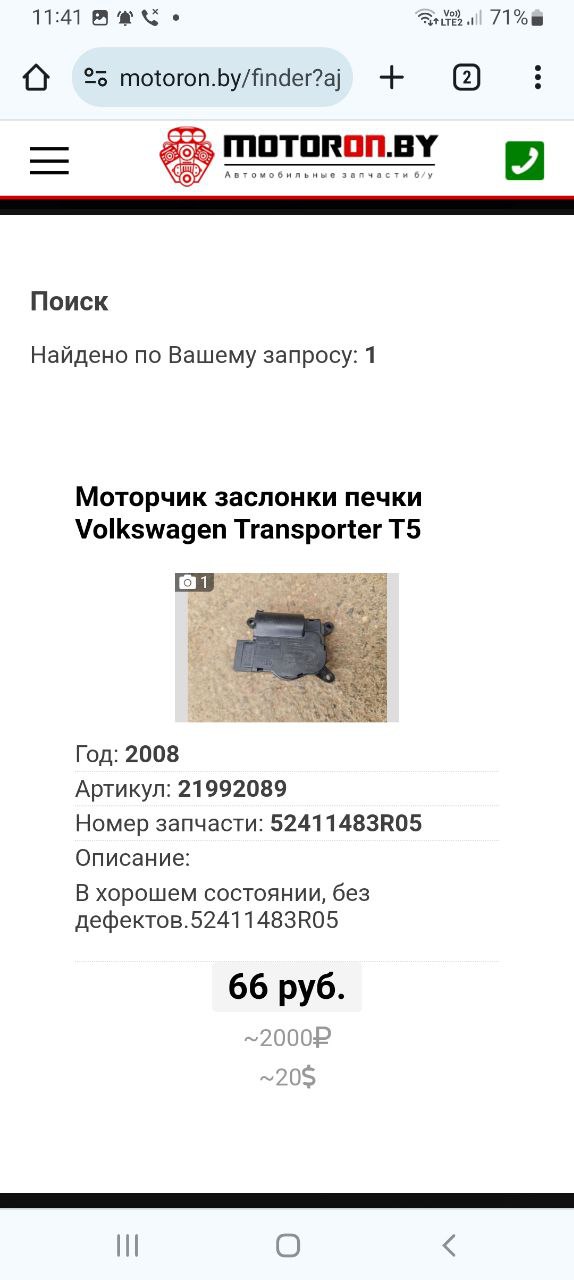 11:41
Vo))
LTE2
71%
motoron.by/finder?aj
2
MOTORON.BY
Автомобильные запчасти б/у
Поиск
Найдено по Вашему запросу: 1
Моторчик заслонки печки
Volkswagen Transporter T5
1
Год: 2008
Артикул: 21992089
Номер запчасти: 52411483R05
Описание:
В хорошем состоянии, без
дефектов.52411483R05
66 руб.
~2000₽
~20$